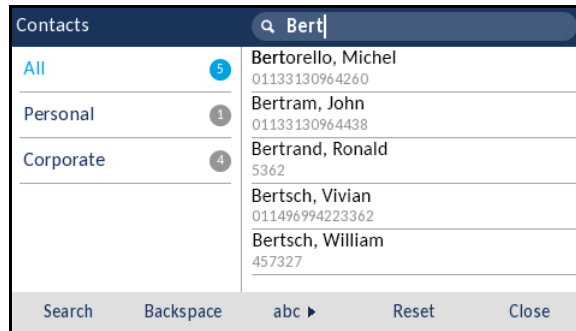 Contacts
Bert
All 5
Personal 1
Corporate 4
Bertorello, Michel
01133130964260
Bertram, John
01133130964438
Bertrand, Ronald
5362
Bertsch, Vivian
011496994223362
Bertsch, William
457327
Search Backspace abc Reset Close